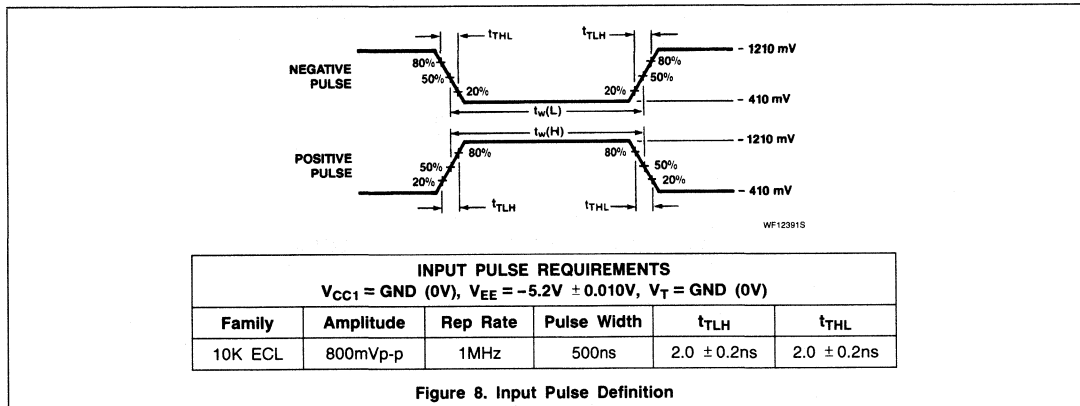 tTHL
tTLH
NEGATIVE
PULSE
80%
50%
20%
20%
80%
50%
- 1210 mV
- 410 mV
tw(L)
tw(H)
POSITIVE
PULSE
20%
50%
80%
80%
50%
20%
- 1210 mV
- 410 mV
tTLH
tTHL
WF12391S
INPUT PULSE REQUIREMENTS
VCC1 = GND (0V), VEE = -5.2V ± 0.010V, VT = GND (0V)
Family Amplitude Rep Rate Pulse Width tTLH tTHL
10K ECL 800mVp-p 1MHz 500ns 2.0 ± 0.2ns 2.0 ± 0.2ns
Figure 8. Input Pulse Definition